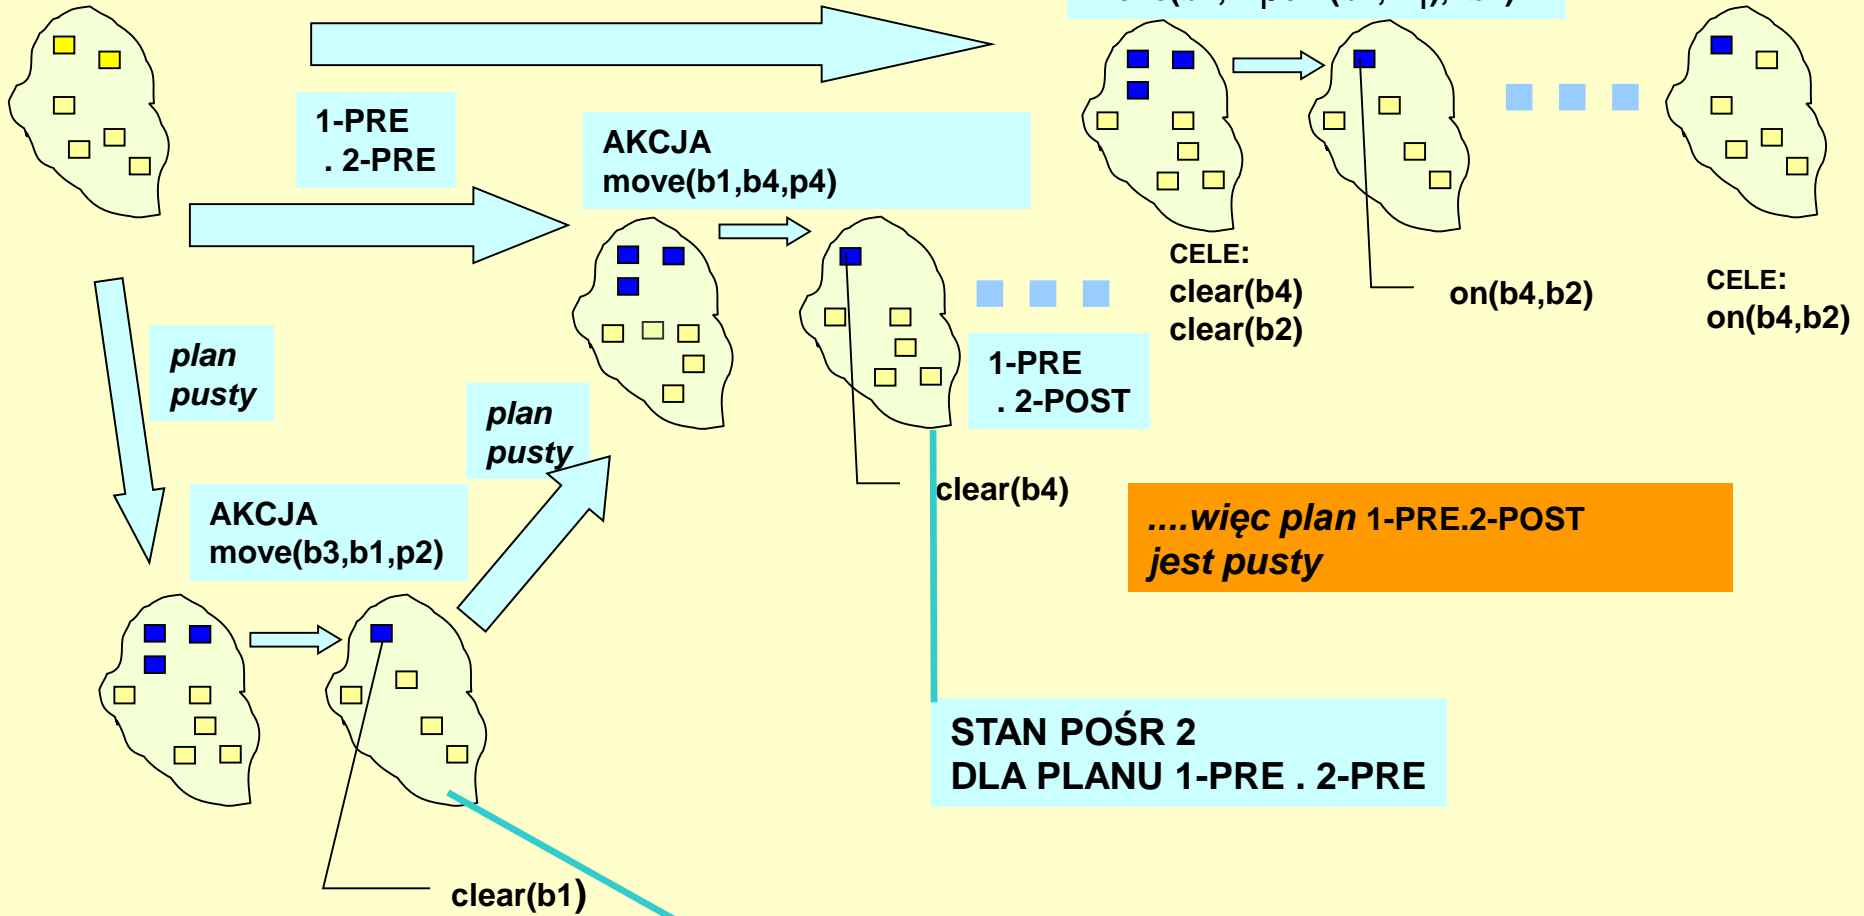 1-PRE
. 2-PRE
AKCJA
move(b1,b4,p4)
CELE:
clear(b4)
clear(b2)
on(b4,b2)
CELE:
on(b4,b2)
plan
pusty
1-PRE
. 2-POST
plan
pusty
clear(b4)
....więc plan 1-PRE.2-POST
jest pusty
AKCJA
move(b3,b1,p2)
STAN POŚR 2
DLA PLANU 1-PRE . 2-PRE
clear(b1)